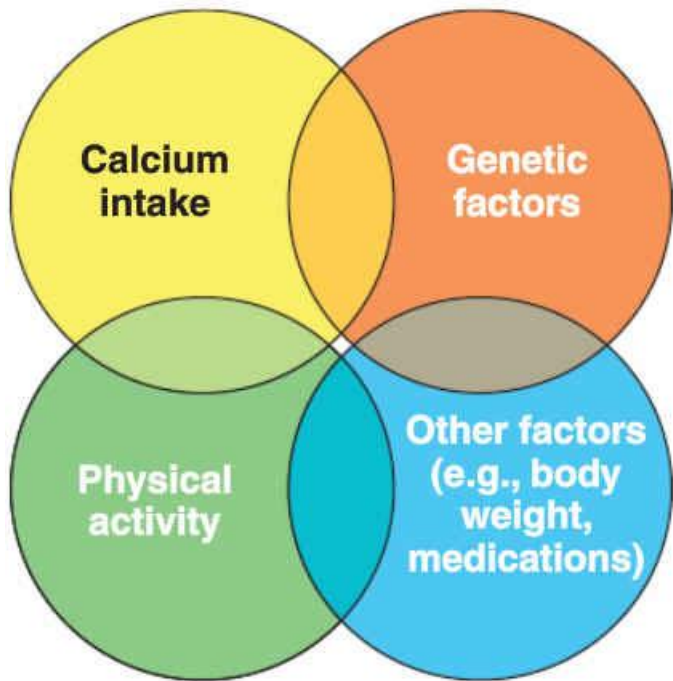 Calcium
intake
Genetic
factors
Physical
activity
Other factors
(e.g., body
weight,
medications)